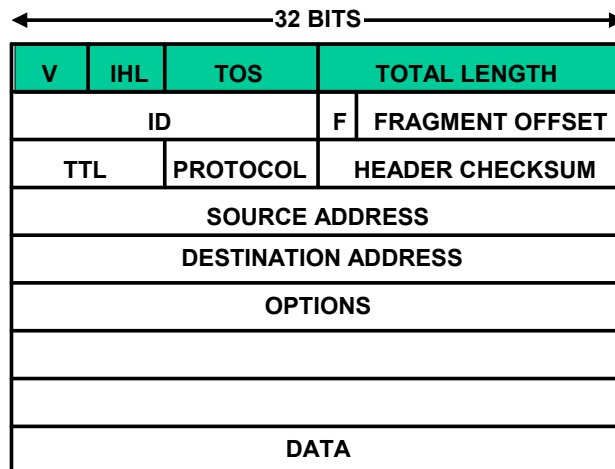 32 BITS
V IHL TOS TOTAL LENGTH
ID F FRAGMENT OFFSET
TTL PROTOCOL HEADER CHECKSUM
SOURCE ADDRESS
DESTINATION ADDRESS
OPTIONS
DATA